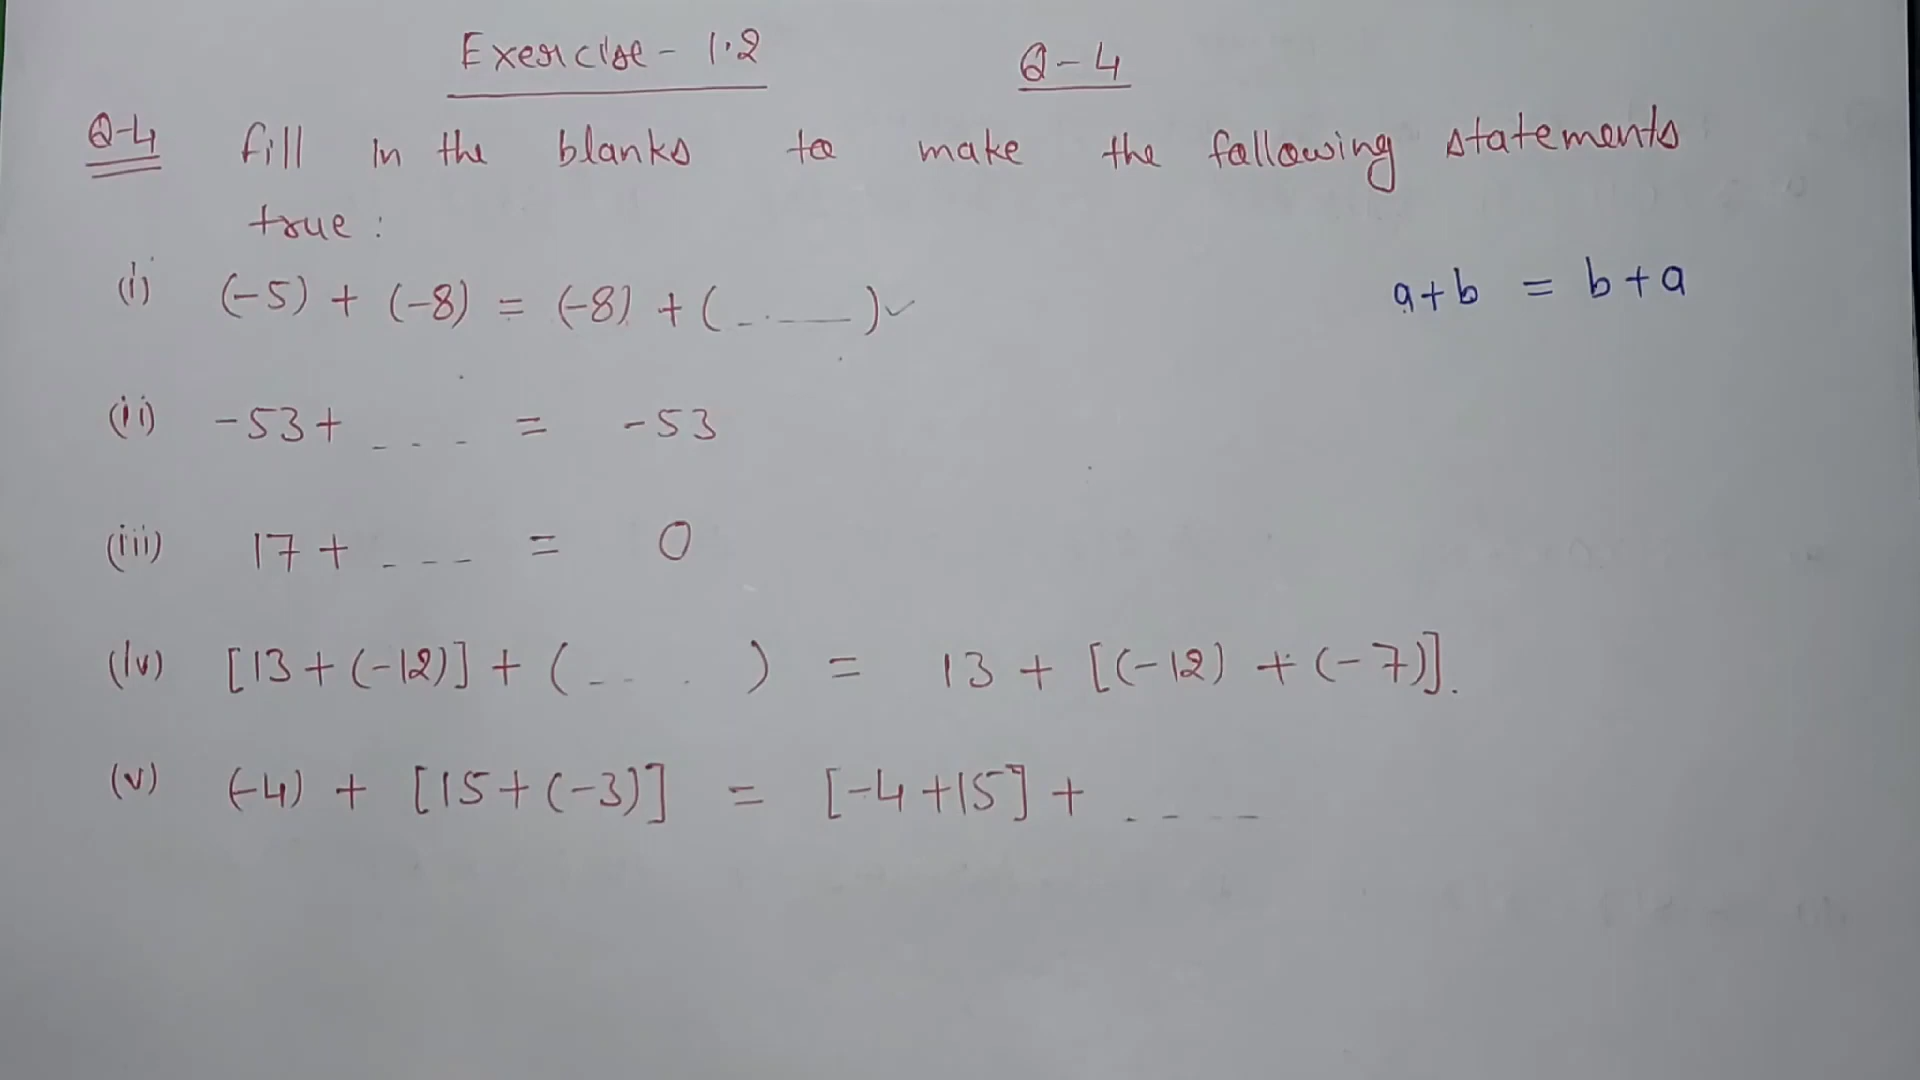 Exercise - 1.2 Q-4
Q-4 fill in the blanks to make the following statements
true :
(i) (-5) + (-8) = (-8) + (_.___) ✓ a+b = b+a
(ii) -53+ _ _ _ = -53
(iii) 17+ _ _ _ = 0
(iv) [13+(-12)] + (_ _ . ) = 13 + [(-12) + (-7)].
(v) (-4) + [15+(-3)] = [-4+15] + _ _ _ _